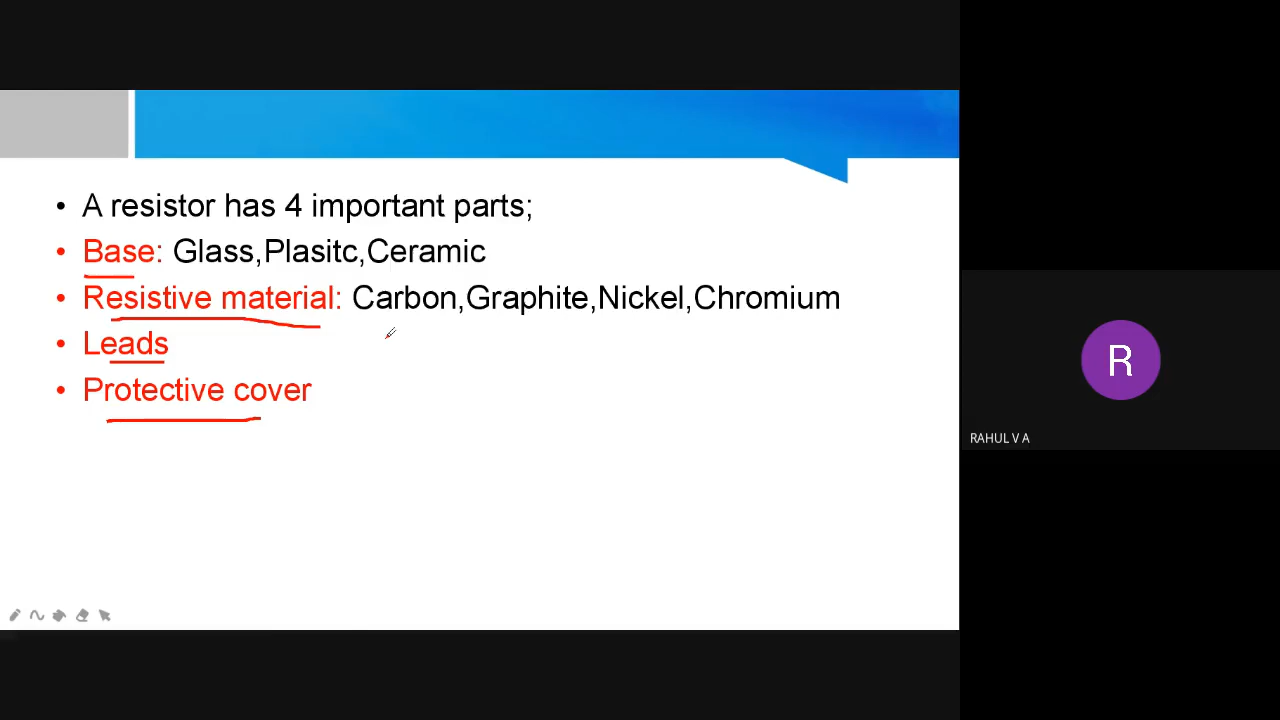 • A resistor has 4 important parts;
• Base: Glass,Plasitc,Ceramic
• Resistive material: Carbon,Graphite,Nickel,Chromium
• Leads
• Protective cover
R
RAHUL V A